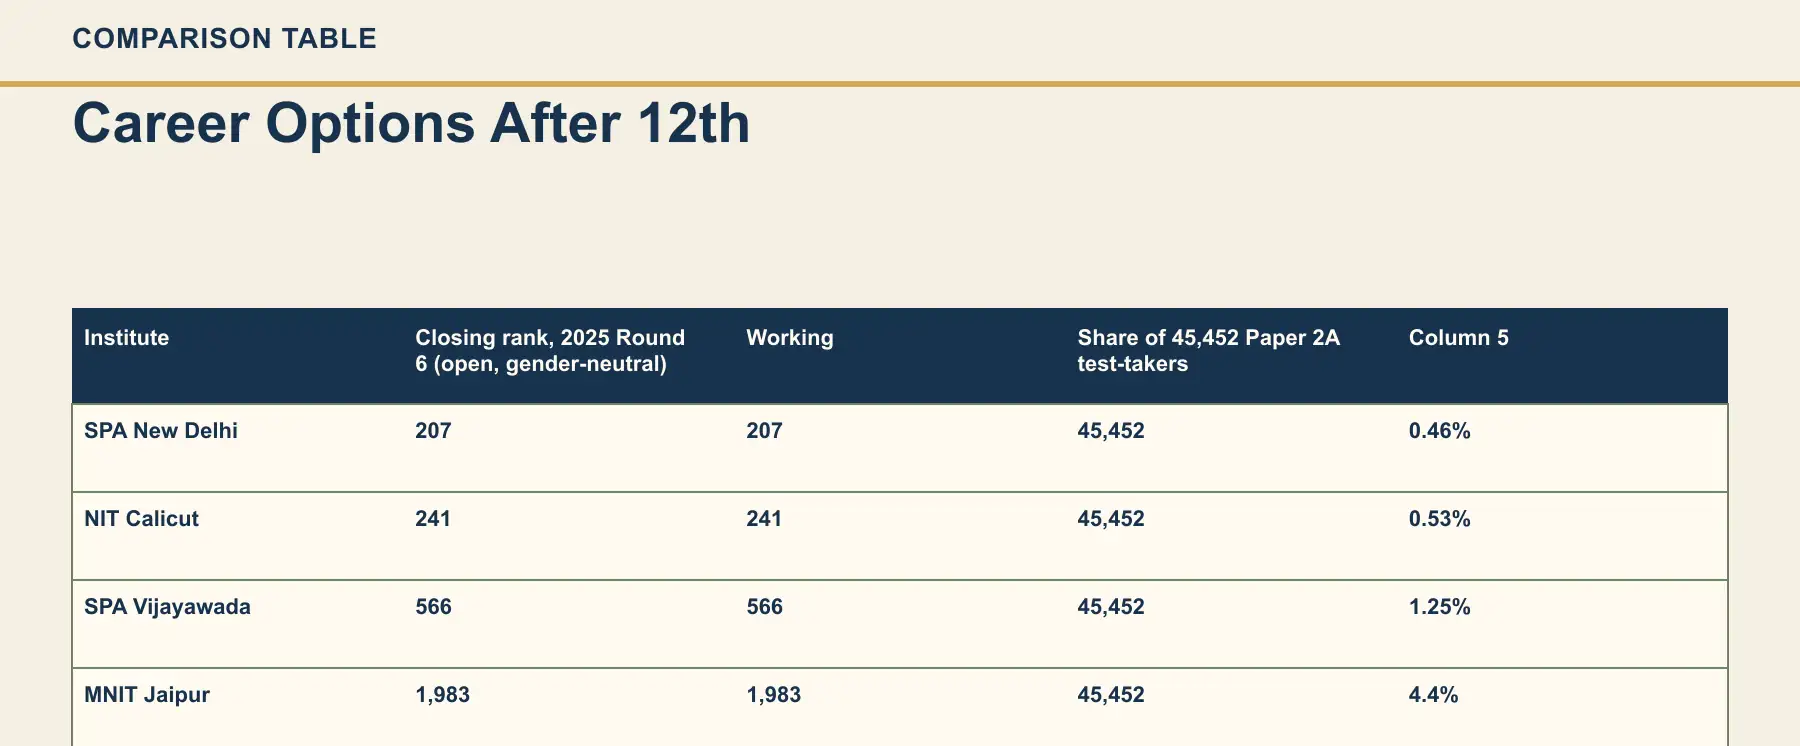 COMPARISON TABLE
Career Options After 12th
Institute
Closing rank, 2025 Round
6 (open, gender-neutral)
Working
Share of 45,452 Paper 2A
test-takers
Column 5
SPA New Delhi 207 207 45,452 0.46%
NIT Calicut 241 241 45,452 0.53%
SPA Vijayawada 566 566 45,452 1.25%
MNIT Jaipur 1,983 1,983 45,452 4.4%